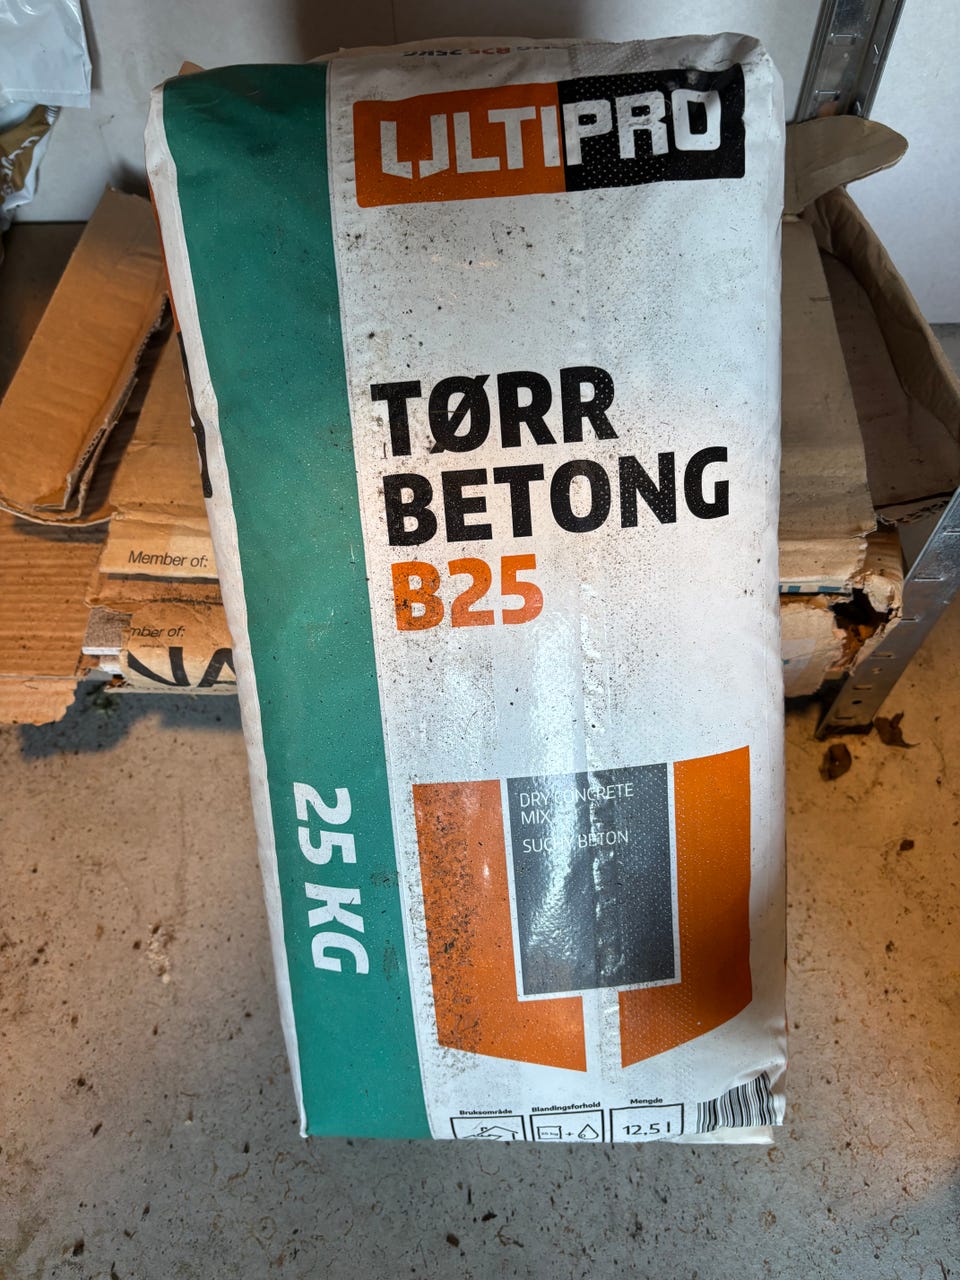 ULTIPRO
TØRR
BETONG
B25
DRY CONCRETE
MIX
SUCHY BETON
25 KG
Member of:
mber of:
Bruksområde
Blandingsforhold
Mengde
12,5 l